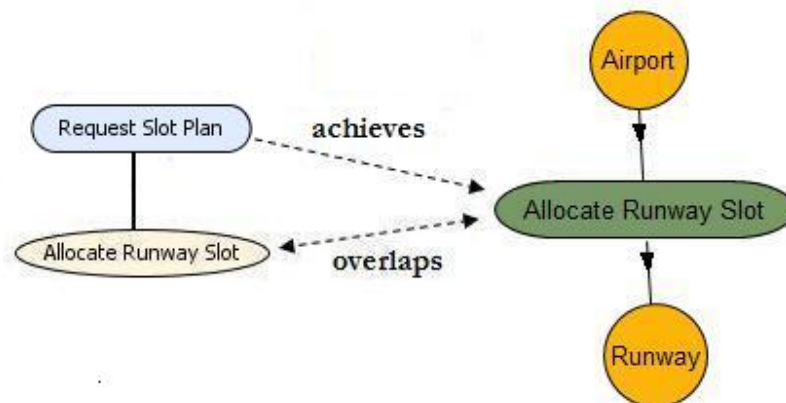 Airport
Request Slot Plan
achieves
Allocate Runway Slot
Allocate Runway Slot
overlaps
Runway